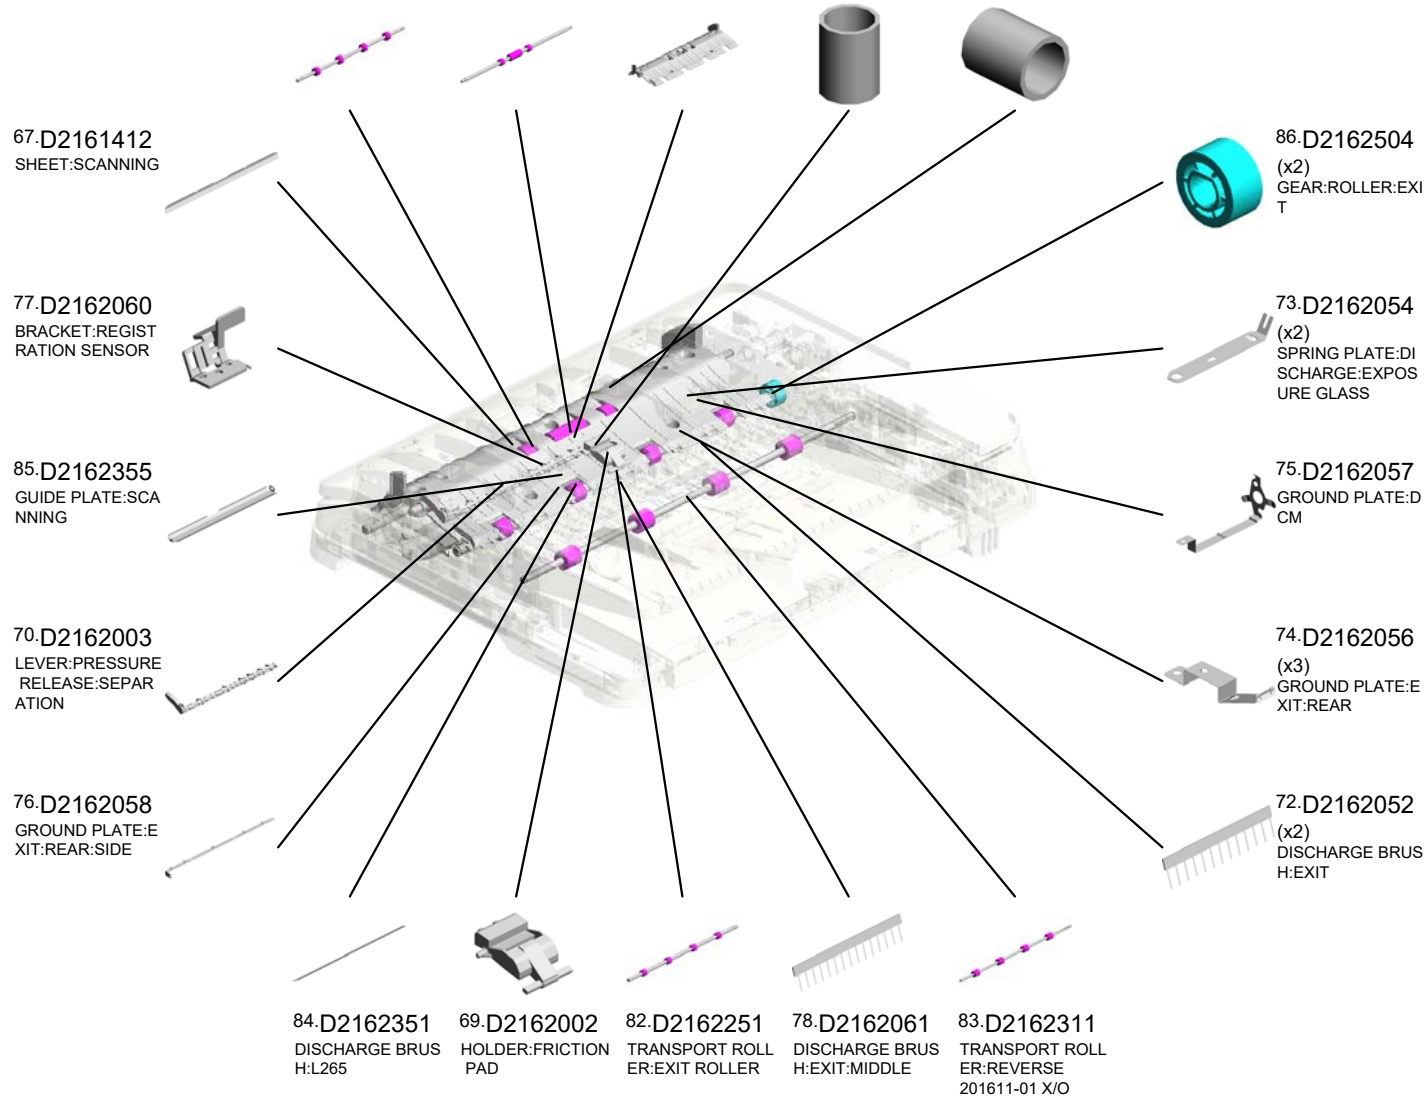 67.D2161412
SHEET:SCANNING
86.D2162504
(x2)
GEAR:ROLLER:EXI
T
77.D2162060
BRACKET:REGIST
RATION SENSOR
73.D2162054
(x2)
SPRING PLATE:DI
SCHARGE:EXPOS
URE GLASS
85.D2162355
GUIDE PLATE:SCA
NNING
75.D2162057
GROUND PLATE:D
CM
70.D2162003
LEVER:PRESSURE
RELEASE:SEPAR
ATION
74.D2162056
(x3)
GROUND PLATE:E
XIT:REAR
76.D2162058
GROUND PLATE:E
XIT:REAR:SIDE
72.D2162052
(x2)
DISCHARGE BRUS
H:EXIT
84.D2162351
DISCHARGE BRUS
H:L265
69.D2162002
HOLDER:FRICTION
PAD
82.D2162251
TRANSPORT ROLL
ER:EXIT ROLLER
78.D2162061
DISCHARGE BRUS
H:EXIT:MIDDLE
83.D2162311
TRANSPORT ROLL
ER:REVERSE
201611-01 X/O